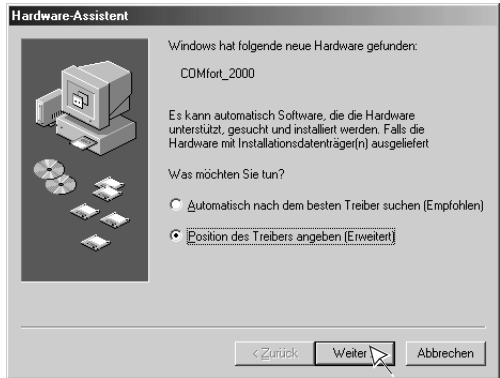 Hardware-Assistent
Windows hat folgende neue Hardware gefunden:
COMfort_2000
Es kann automatisch Software, die die Hardware
unterstützt, gesucht und installiert werden. Falls die
Hardware mit Installationsdatenträger(n) ausgeliefert
Was möchten Sie tun?
Automatisch nach dem besten Treiber suchen (Empfohlen)
Position des Treibers angeben (Erweitert)
< Zurück Weiter > Abbrechen